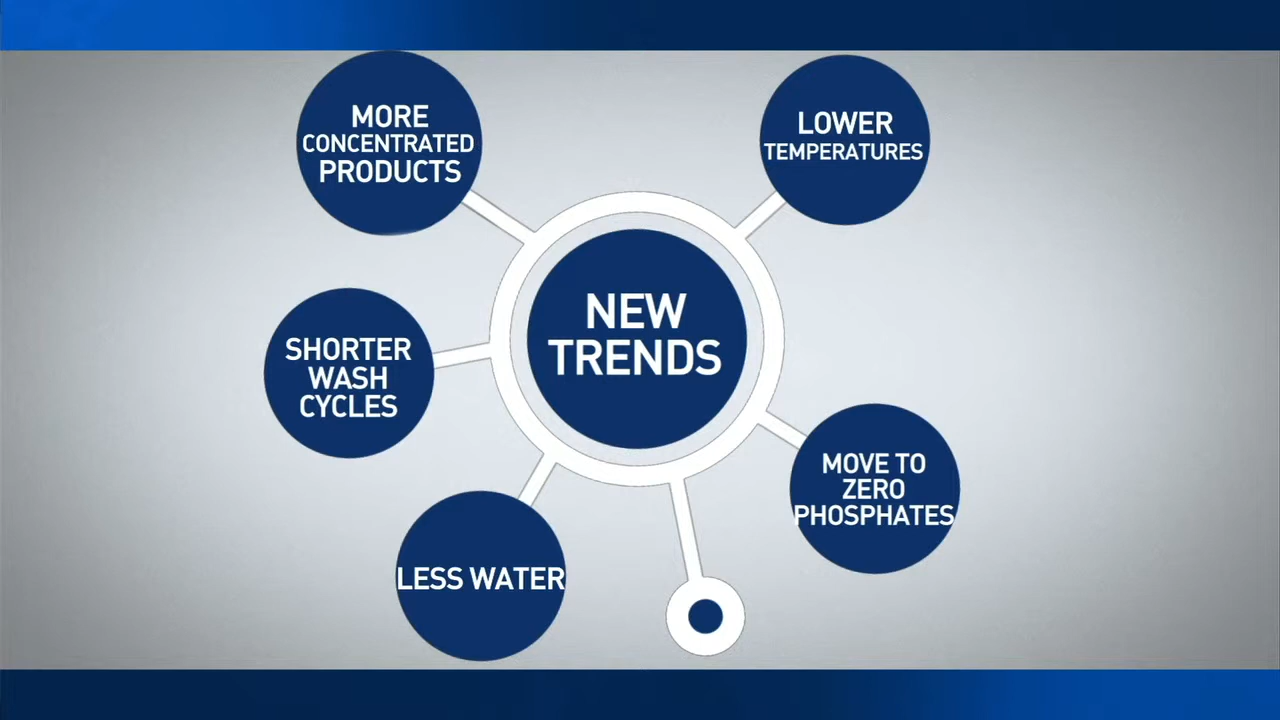 MORE
CONCENTRATED
PRODUCTS
LOWER
TEMPERATURES
NEW
TRENDS
SHORTER
WASH
CYCLES
MOVE TO
ZERO
PHOSPHATES
LESS WATER